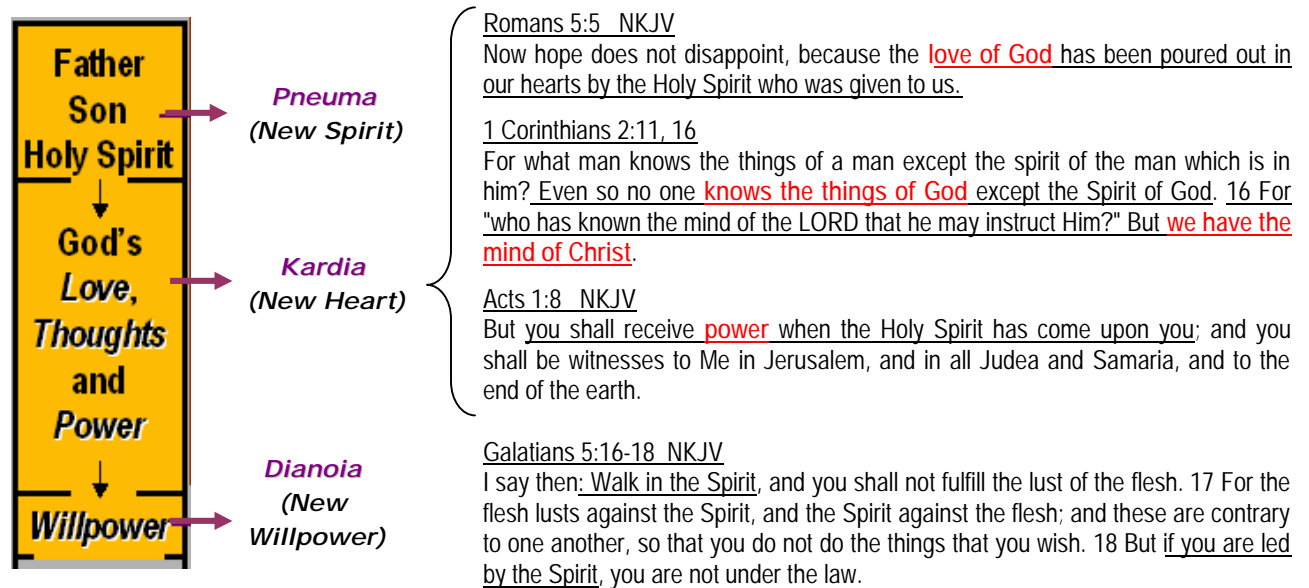 Father
Son
Holy Spirit
God's
Love,
Thoughts
and
Power
Willpower
Pneuma
(New Spirit)
Kardia
(New Heart)
Dianoia
(New
Willpower)
Romans 5:5 NKJV
Now hope does not disappoint, because the love of God has been poured out in
our hearts by the Holy Spirit who was given to us.
1 Corinthians 2:11, 16
For what man knows the things of a man except the spirit of the man which is in
him? Even so no one knows the things of God except the Spirit of God. 16 For
"who has known the mind of the LORD that he may instruct Him?" But we have the
mind of Christ.
Acts 1:8 NKJV
But you shall receive power when the Holy Spirit has come upon you; and you
shall be witnesses to Me in Jerusalem, and in all Judea and Samaria, and to the
end of the earth.
Galatians 5:16-18 NKJV
I say then: Walk in the Spirit, and you shall not fulfill the lust of the flesh. 17 For the
flesh lusts against the Spirit, and the Spirit against the flesh; and these are contrary
to one another, so that you do not do the things that you wish. 18 But if you are led
by the Spirit, you are not under the law.